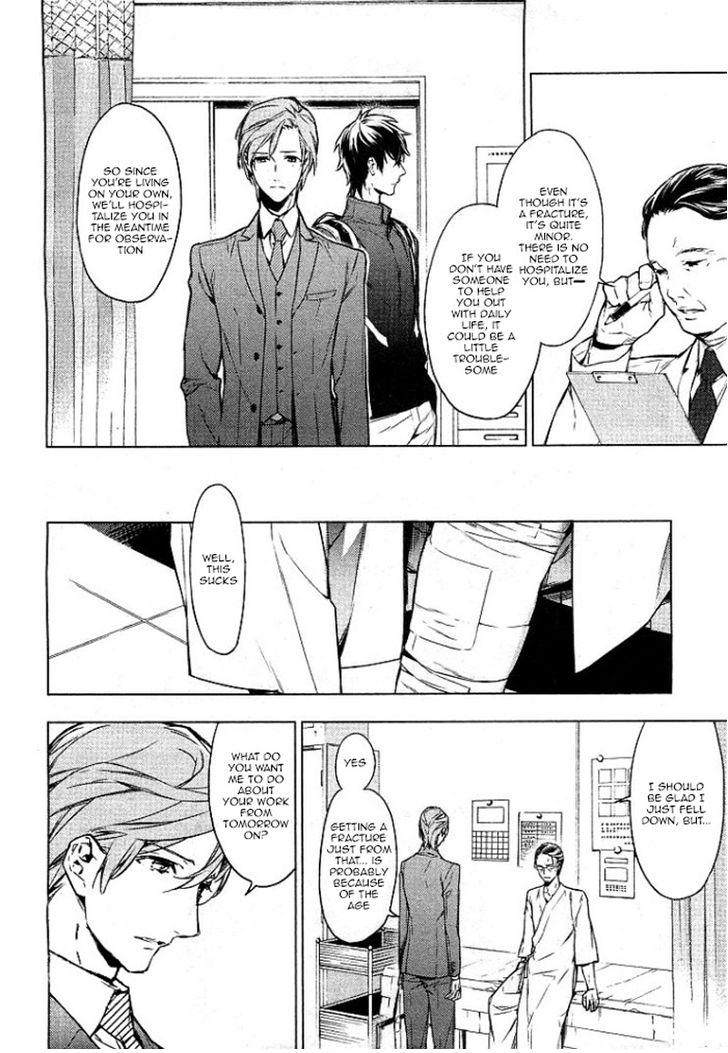 EVEN
THOUGH IT'S
A FRACTURE,
IT'S QUITE
MINOR.
THERE IS NO
NEED TO
HOSPITALIZE
YOU, BUT—
IF YOU
DON'T HAVE
SOMEONE
TO HELP
YOU OUT
WITH DAILY
LIFE, IT
COULD BE A
LITTLE
TROUBLE-
SOME
SO SINCE
YOU'RE LIVING
ON YOUR OWN,
WE'LL HOSPI-
TALIZE YOU IN
THE MEANTIME
FOR OBSERVA-
TION
WELL,
THIS
SUCKS
I SHOULD
BE GLAD I
JUST FELL
DOWN, BUT...
YES
GETTING A
FRACTURE
JUST FROM
THAT... IS
PROBABLY
BECAUSE
OF THE
AGE
WHAT DO
YOU WANT
ME TO DO
ABOUT
YOUR WORK
FROM
TOMORROW
ON?